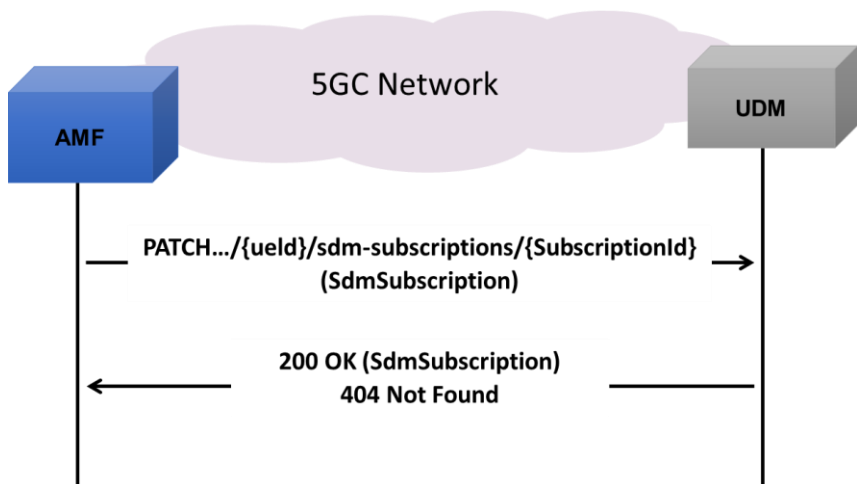 5GC Network
AMF
UDM
PATCH…/{ueId}/sdm-subscriptions/{SubscriptionId}
(SdmSubscription)
200 OK (SdmSubscription)
404 Not Found